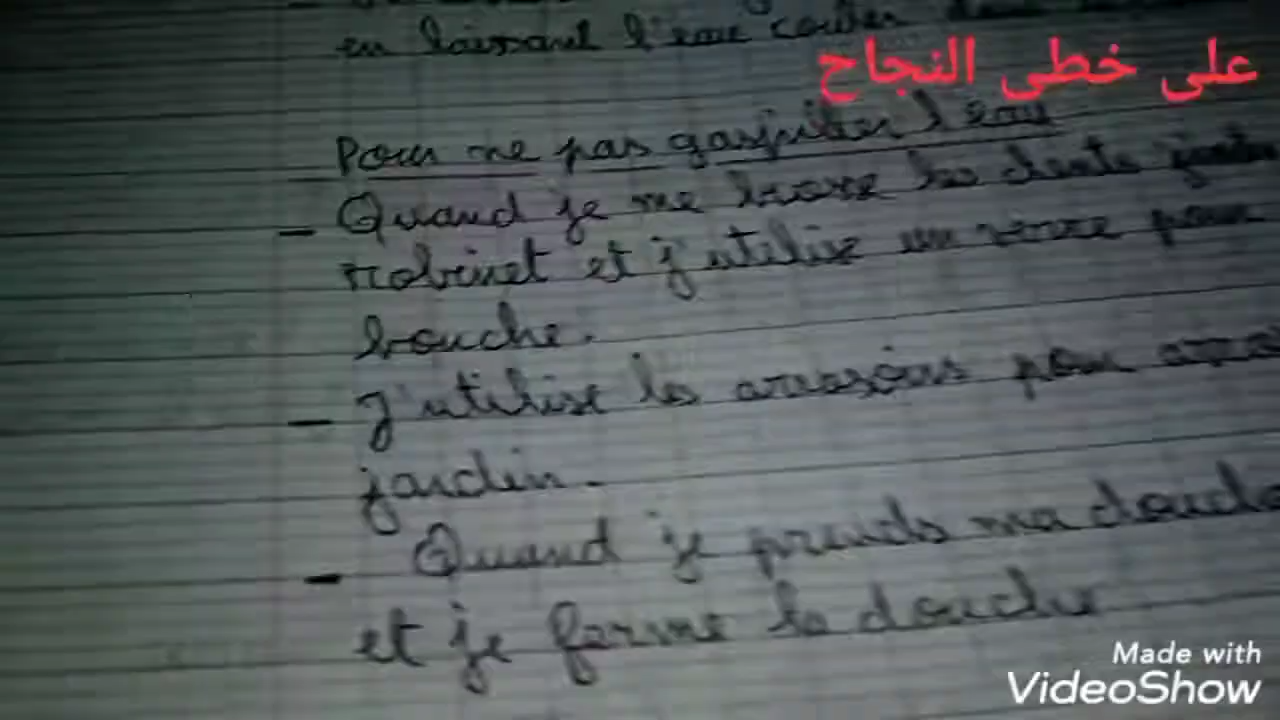 en laissant l'eau couler
على خطى النجاح
Pour ne pas gaspiller l'eau
- Quand je me brosse les dents
robinet et j'utilise un verre pour
bouche.
- J'utilise les arrosoirs pour
jardin.
- Quand je prends ma douche
et je ferme la douche
Made with
VideoShow